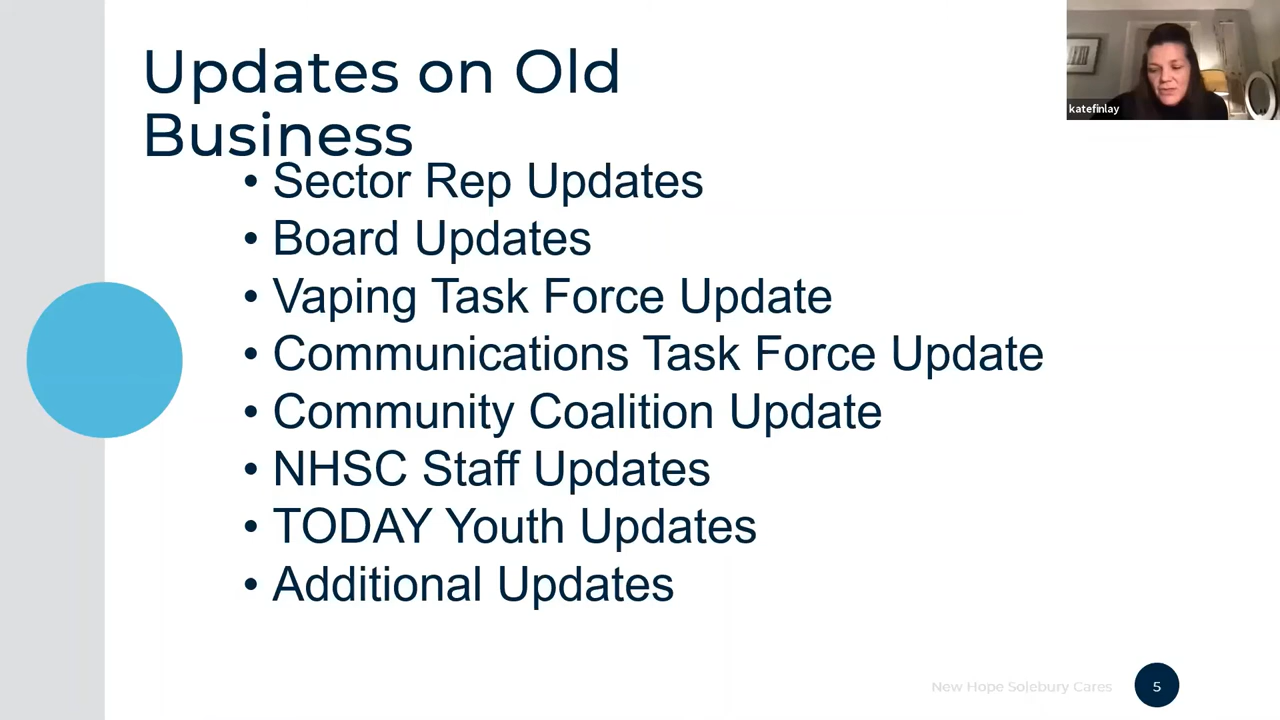 Updates on Old
Business
• Sector Rep Updates
• Board Updates
• Vaping Task Force Update
• Communications Task Force Update
• Community Coalition Update
• NHSC Staff Updates
• TODAY Youth Updates
• Additional Updates
katefinlay
New Hope Solebury Cares
5